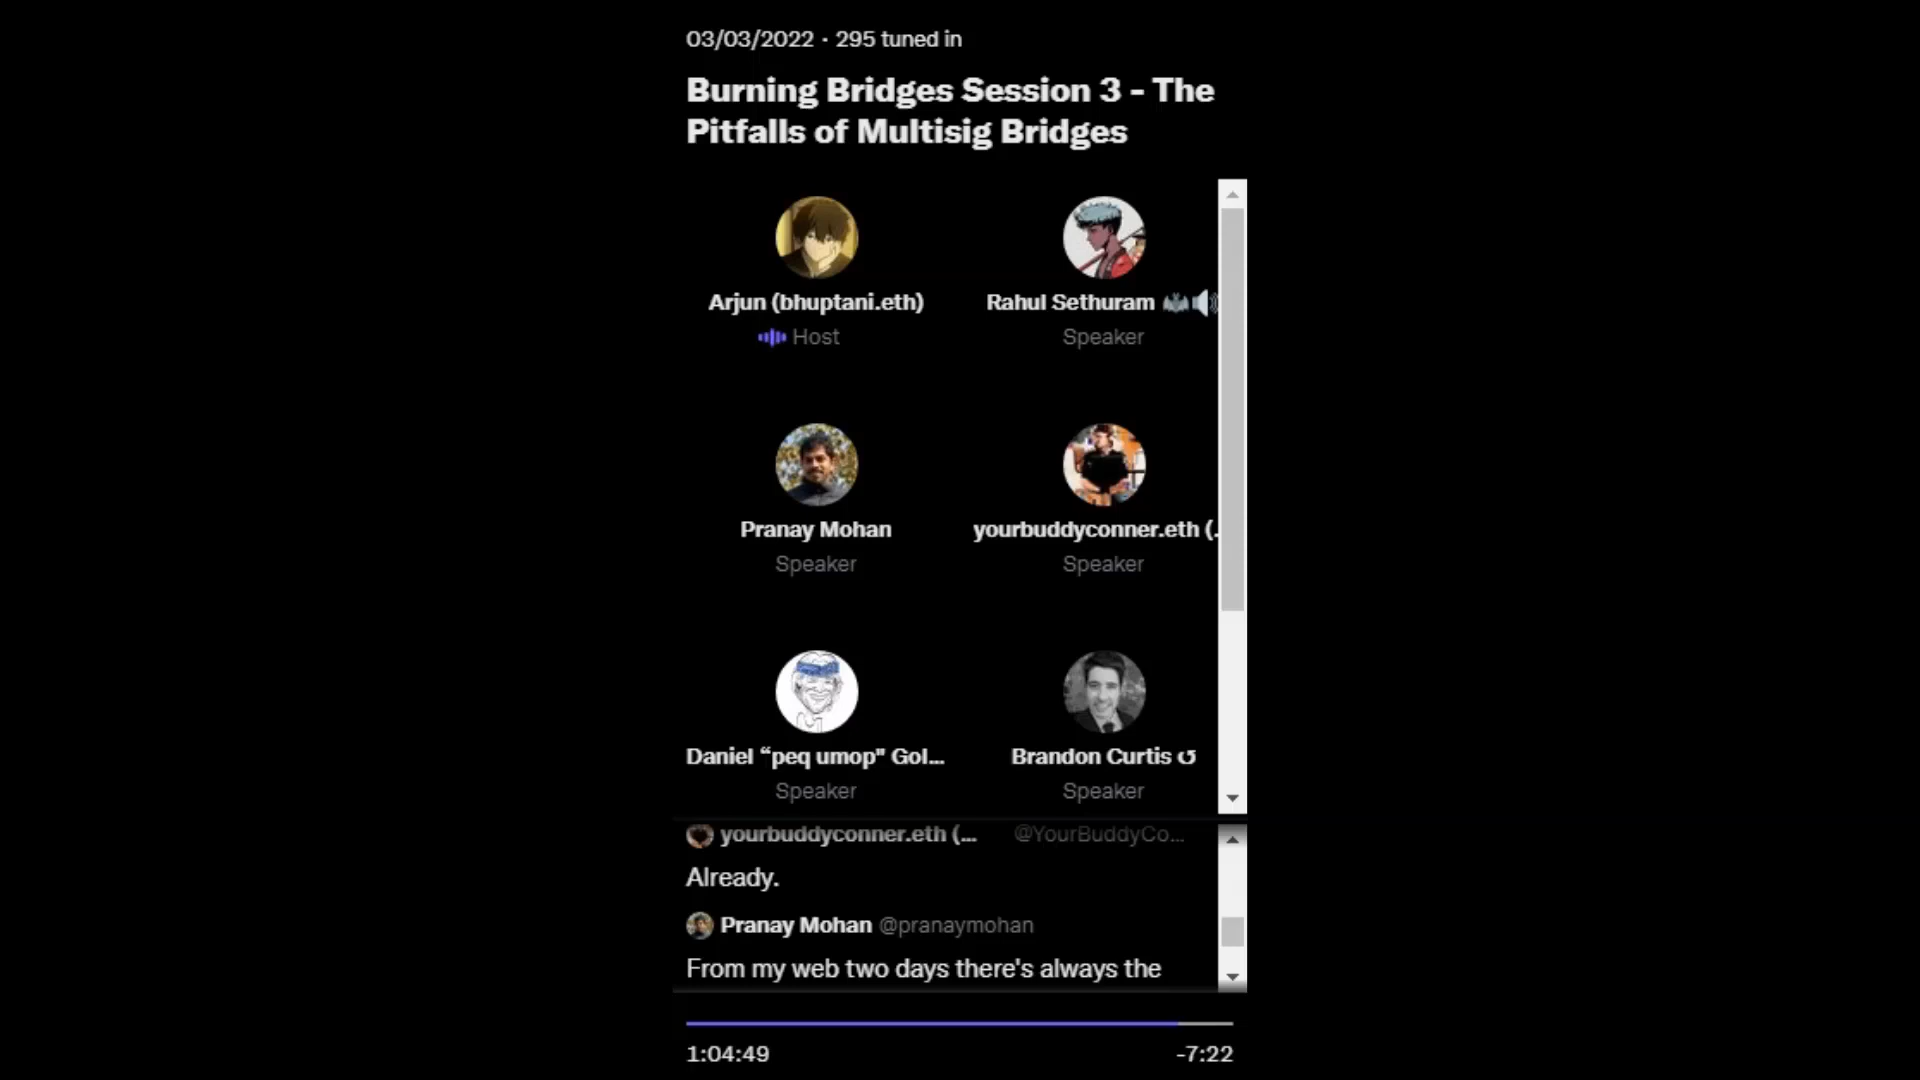 03/03/2022 · 295 tuned in
Burning Bridges Session 3 - The
Pitfalls of Multisig Bridges
Arjun (bhuptani.eth)
Host
Rahul Sethuram 🦇🔊
Speaker
Pranay Mohan
Speaker
yourbuddyconner.eth (.
Speaker
Daniel “peq umop" Gol...
Speaker
Brandon Curtis ↺
Speaker
yourbuddyconner.eth (... @YourBuddyCo...
Already.
Pranay Mohan @pranaymohan
From my web two days there's always the
1:04:49 -7:22